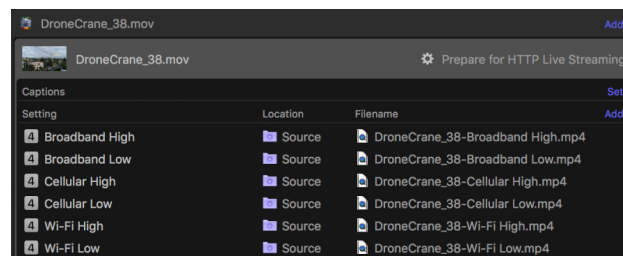 DroneCrane_38.mov Add
DroneCrane_38.mov Prepare for HTTP Live Streaming
Captions Set
Setting Location Filename Add
4 Broadband High Source DroneCrane_38-Broadband High.mp4
4 Broadband Low Source DroneCrane_38-Broadband Low.mp4
4 Cellular High Source DroneCrane_38-Cellular High.mp4
4 Cellular Low Source DroneCrane_38-Cellular Low.mp4
4 Wi-Fi High Source DroneCrane_38-Wi-Fi High.mp4
4 Wi-Fi Low Source DroneCrane_38-Wi-Fi Low.mp4